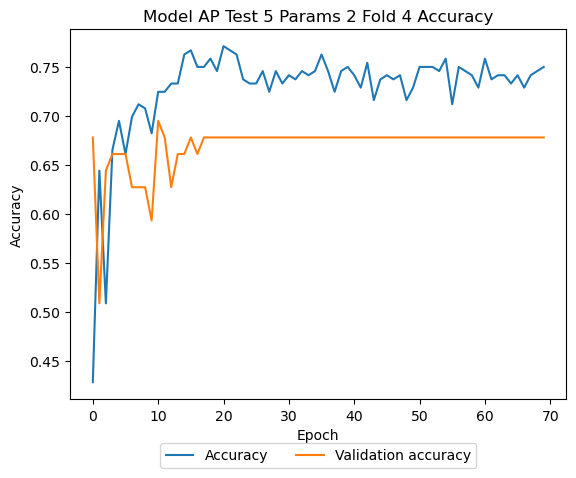 Model AP Test 5 Params 2 Fold 4 Accuracy
Accuracy
0.75
0.70
0.65
0.60
0.55
0.50
0.45
0 10 20 30 40 50 60 70
Epoch
Accuracy Validation accuracy